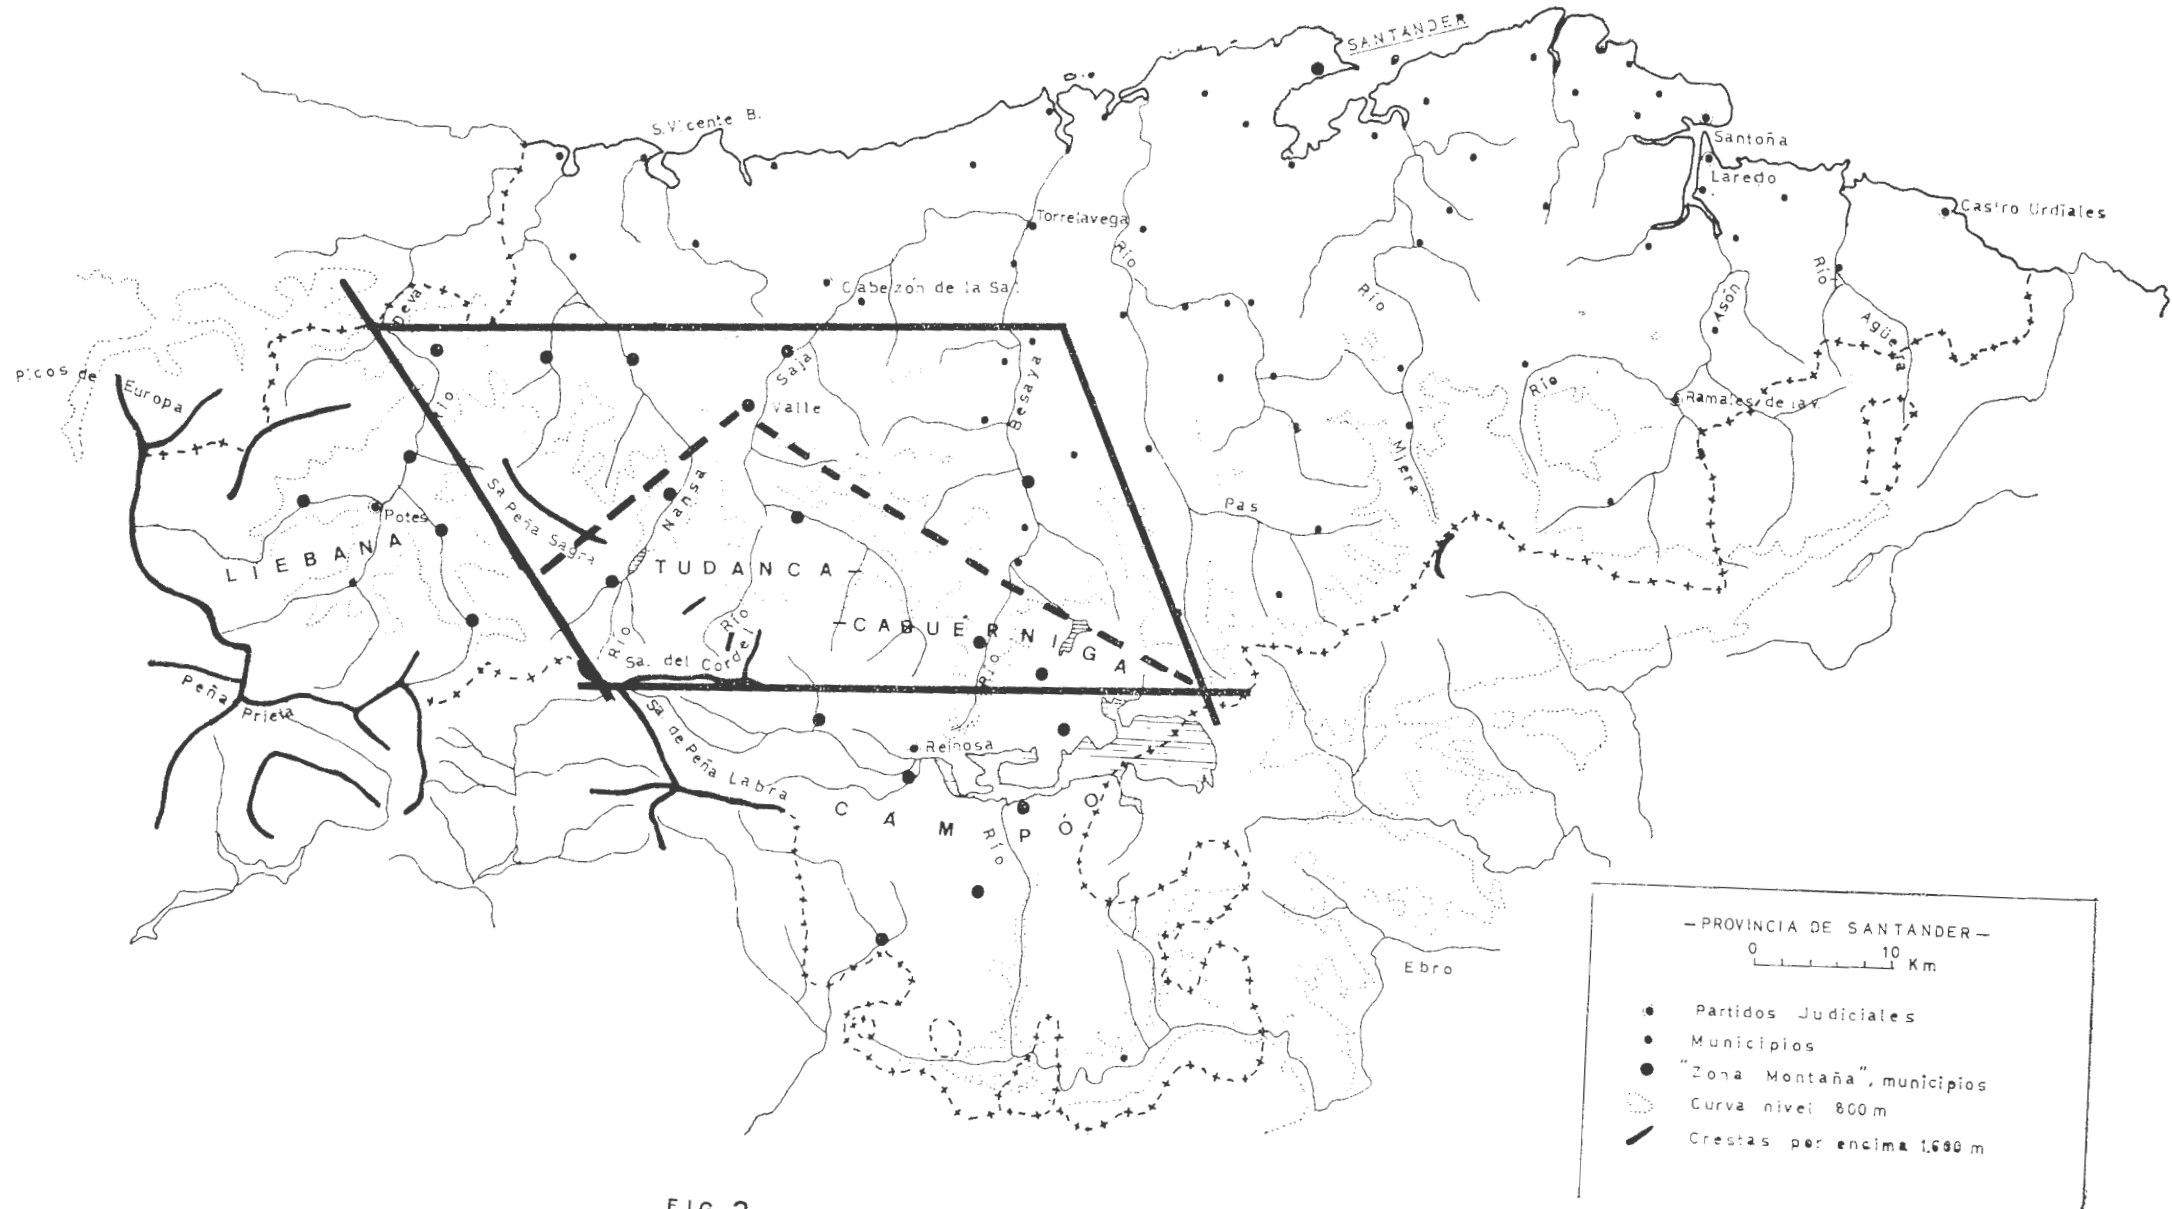 SANTANDER
S.Vicente B.
Santoña
Laredo
Castro Urdiales
Torrelavega
Río
Cabezón de la Sal
Deva
Río
Río
Asón
Agüera
Picos de
Europa
Saja
Besaya
Valle
Río
Ramales de la V.
Río
Miera
Nansa
Sa Peña Sagra
Potes
Pas
LIEBANA
TUDANCA-
-CABUÉRNIGA
Río
Río
Río
Sa. del Cordel
Peña
Prieta
Sa de Peña Labra
Reinosa
CAMPÓO
Río
Ebro
-PROVINCIA DE SANTANDER-
0 10 Km
Partidos Judiciales
Municipios
"Zona Montaña", municipios
Curva nivel 800 m
Crestas por encima 1.600 m
FIG 2